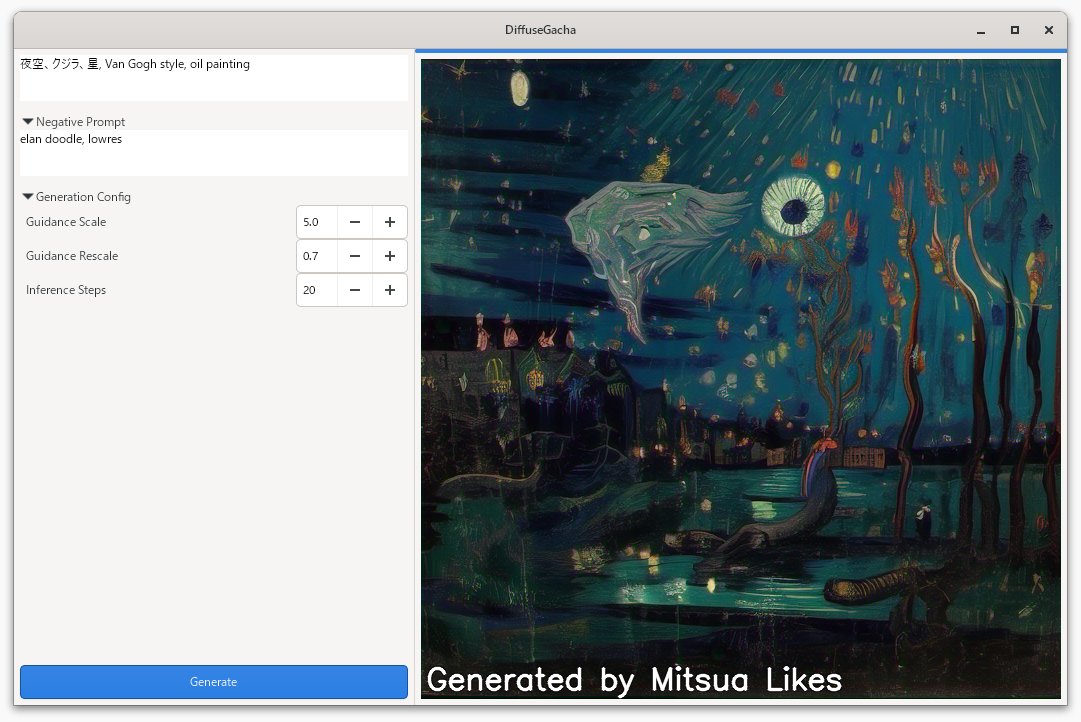 DiffuseGacha
夜空、クジラ、星, Van Gogh style, oil painting
Negative Prompt
elan doodle, lowres
Generation Config
Guidance Scale
5.0
Guidance Rescale
0.7
Inference Steps
20
Generate
Generated by Mitsua Likes